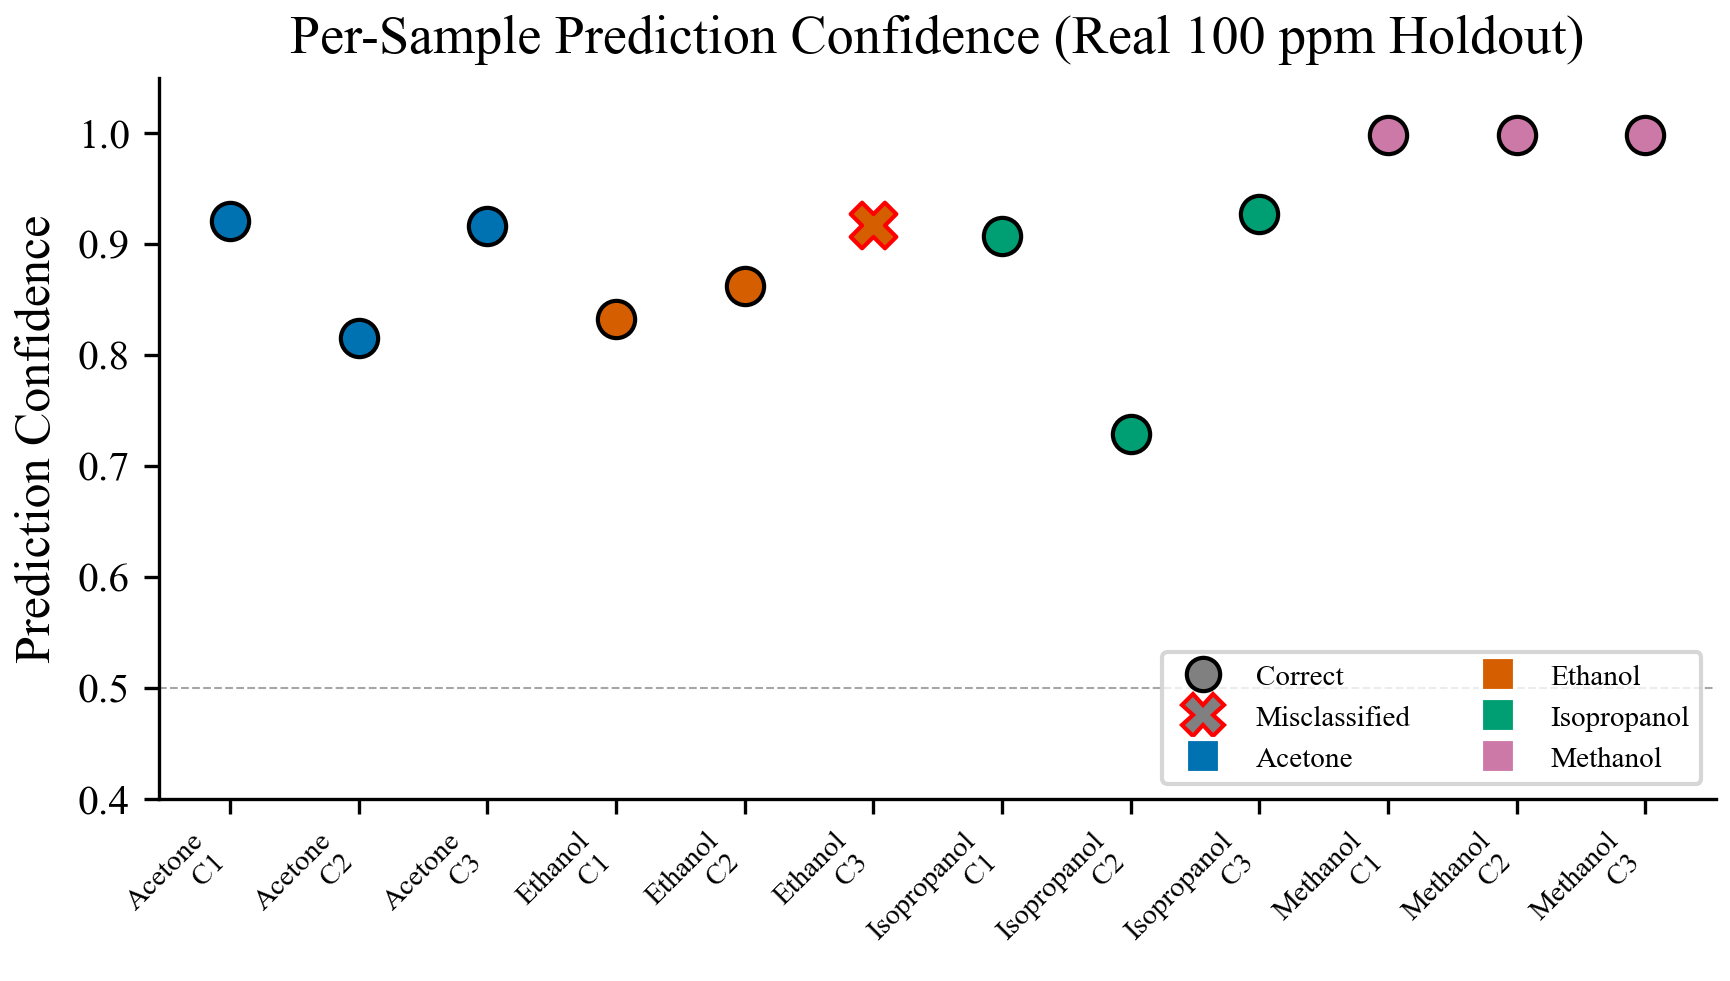 Per-Sample Prediction Confidence (Real 100 ppm Holdout)
Prediction Confidence
1.0
0.9
0.8
0.7
0.6
0.5
0.4
Correct
Misclassified
Acetone
Ethanol
Isopropanol
Methanol
Acetone
C1
Acetone
C2
Acetone
C3
Ethanol
C1
Ethanol
C2
Ethanol
C3
Isopropanol
C1
Isopropanol
C2
Isopropanol
C3
Methanol
C1
Methanol
C2
Methanol
C3